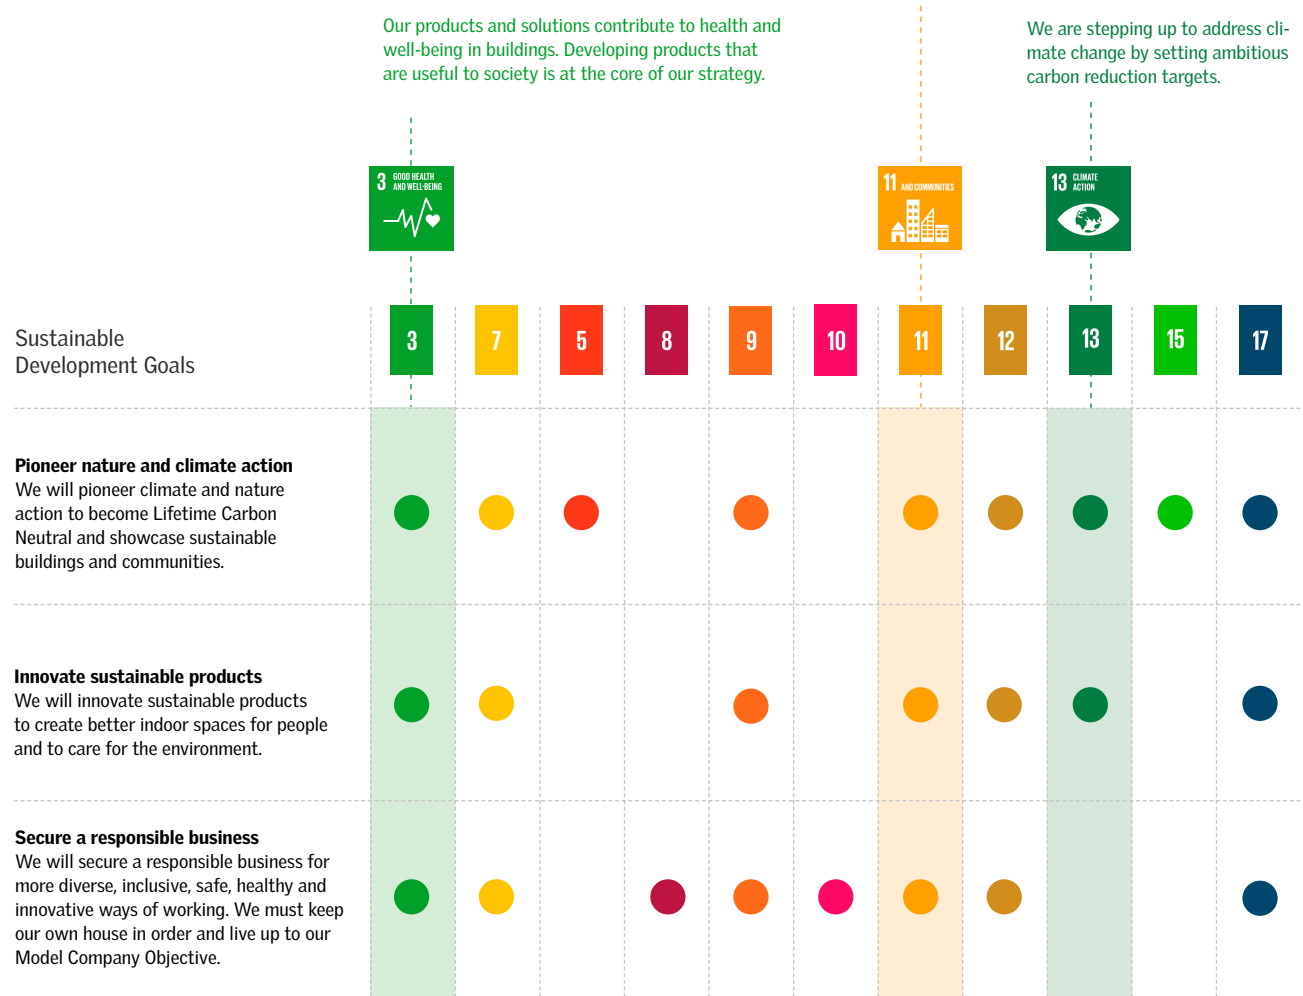 Our products and solutions contribute to health and
well-being in buildings. Developing products that
are useful to society is at the core of our strategy.
We are stepping up to address cli-
mate change by setting ambitious
carbon reduction targets.
3 GOOD HEALTH
AND WELL-BEING
11 AND COMMUNITIES
13 CLIMATE
ACTION
Sustainable
Development Goals
3 7 5 8 9 10 11 12 13 15 17
Pioneer nature and climate action
We will pioneer climate and nature
action to become Lifetime Carbon
Neutral and showcase sustainable
buildings and communities.
Innovate sustainable products
We will innovate sustainable products
to create better indoor spaces for people
and to care for the environment.
Secure a responsible business
We will secure a responsible business for
more diverse, inclusive, safe, healthy and
innovative ways of working. We must keep
our own house in order and live up to our
Model Company Objective.